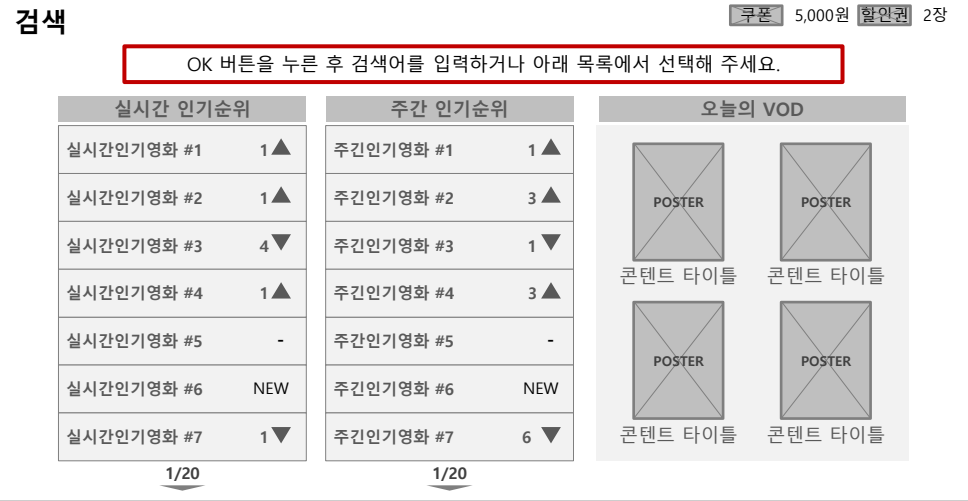 검색
쿠폰 5,000원 할인권 2장
OK 버튼을 누른 후 검색어를 입력하거나 아래 목록에서 선택해 주세요.
실시간 인기순위
실시간인기영화 #1 1▲
실시간인기영화 #2 1▲
실시간인기영화 #3 4▼
실시간인기영화 #4 1▲
실시간인기영화 #5 -
실시간인기영화 #6 NEW
실시간인기영화 #7 1▼
1/20
주간 인기순위
주긴인기영화 #1 1▲
주긴인기영화 #2 3▲
주긴인기영화 #3 1▼
주긴인기영화 #4 3▲
주간인기영화 #5 -
주긴인기영화 #6 NEW
주긴인기영화 #7 6 ▼
1/20
오늘의 VOD
POSTER POSTER
콘텐트 타이틀 콘텐트 타이틀
POSTER POSTER
콘텐트 타이틀 콘텐트 타이틀